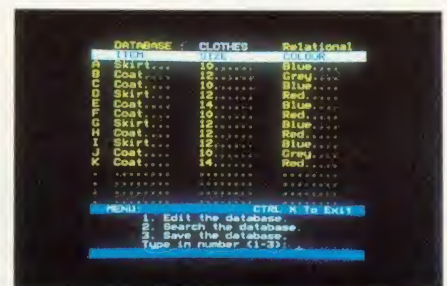 DATABASE : CLOTHES Relational
ITEM SIZE COLOUR
A Skirt... 10...... Blue....
B Coat.... 12...... Grey....
C Coat.... 10...... Blue....
D Skirt... 12...... Red.....
E Coat.... 14...... Blue....
F Coat.... 10...... Red.....
G Skirt... 12...... Blue....
H Coat.... 12...... Red.....
I Skirt... 12...... Blue....
J Coat.... 10...... Grey....
K Coat.... 14...... Red.....
MENU: CTRL K To Exit
1. Edit the database.
2. Search the database.
3. Save the database.
Type in number (1-3):